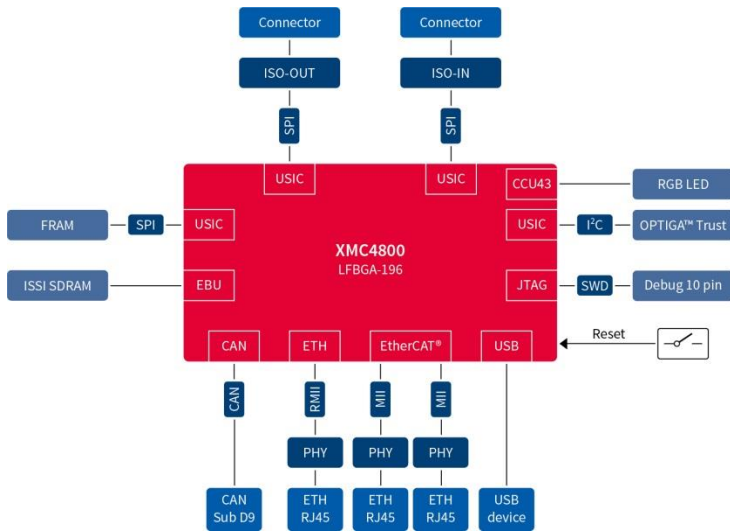 Connector
Connector
ISO-OUT
ISO-IN
SPI
SPI
USIC
USIC
CCU43
RGB LED
FRAM
SPI
USIC
USIC
I²C
OPTIGA™ Trust
XMC4800
LFBGA-196
ISSI SDRAM
EBU
JTAG
SWD
Debug 10 pin
Reset
CAN
ETH
EtherCAT®
USB
CAN
RMII
MII
MII
PHY
PHY
PHY
CAN
Sub D9
ETH
RJ45
ETH
RJ45
ETH
RJ45
USB
device